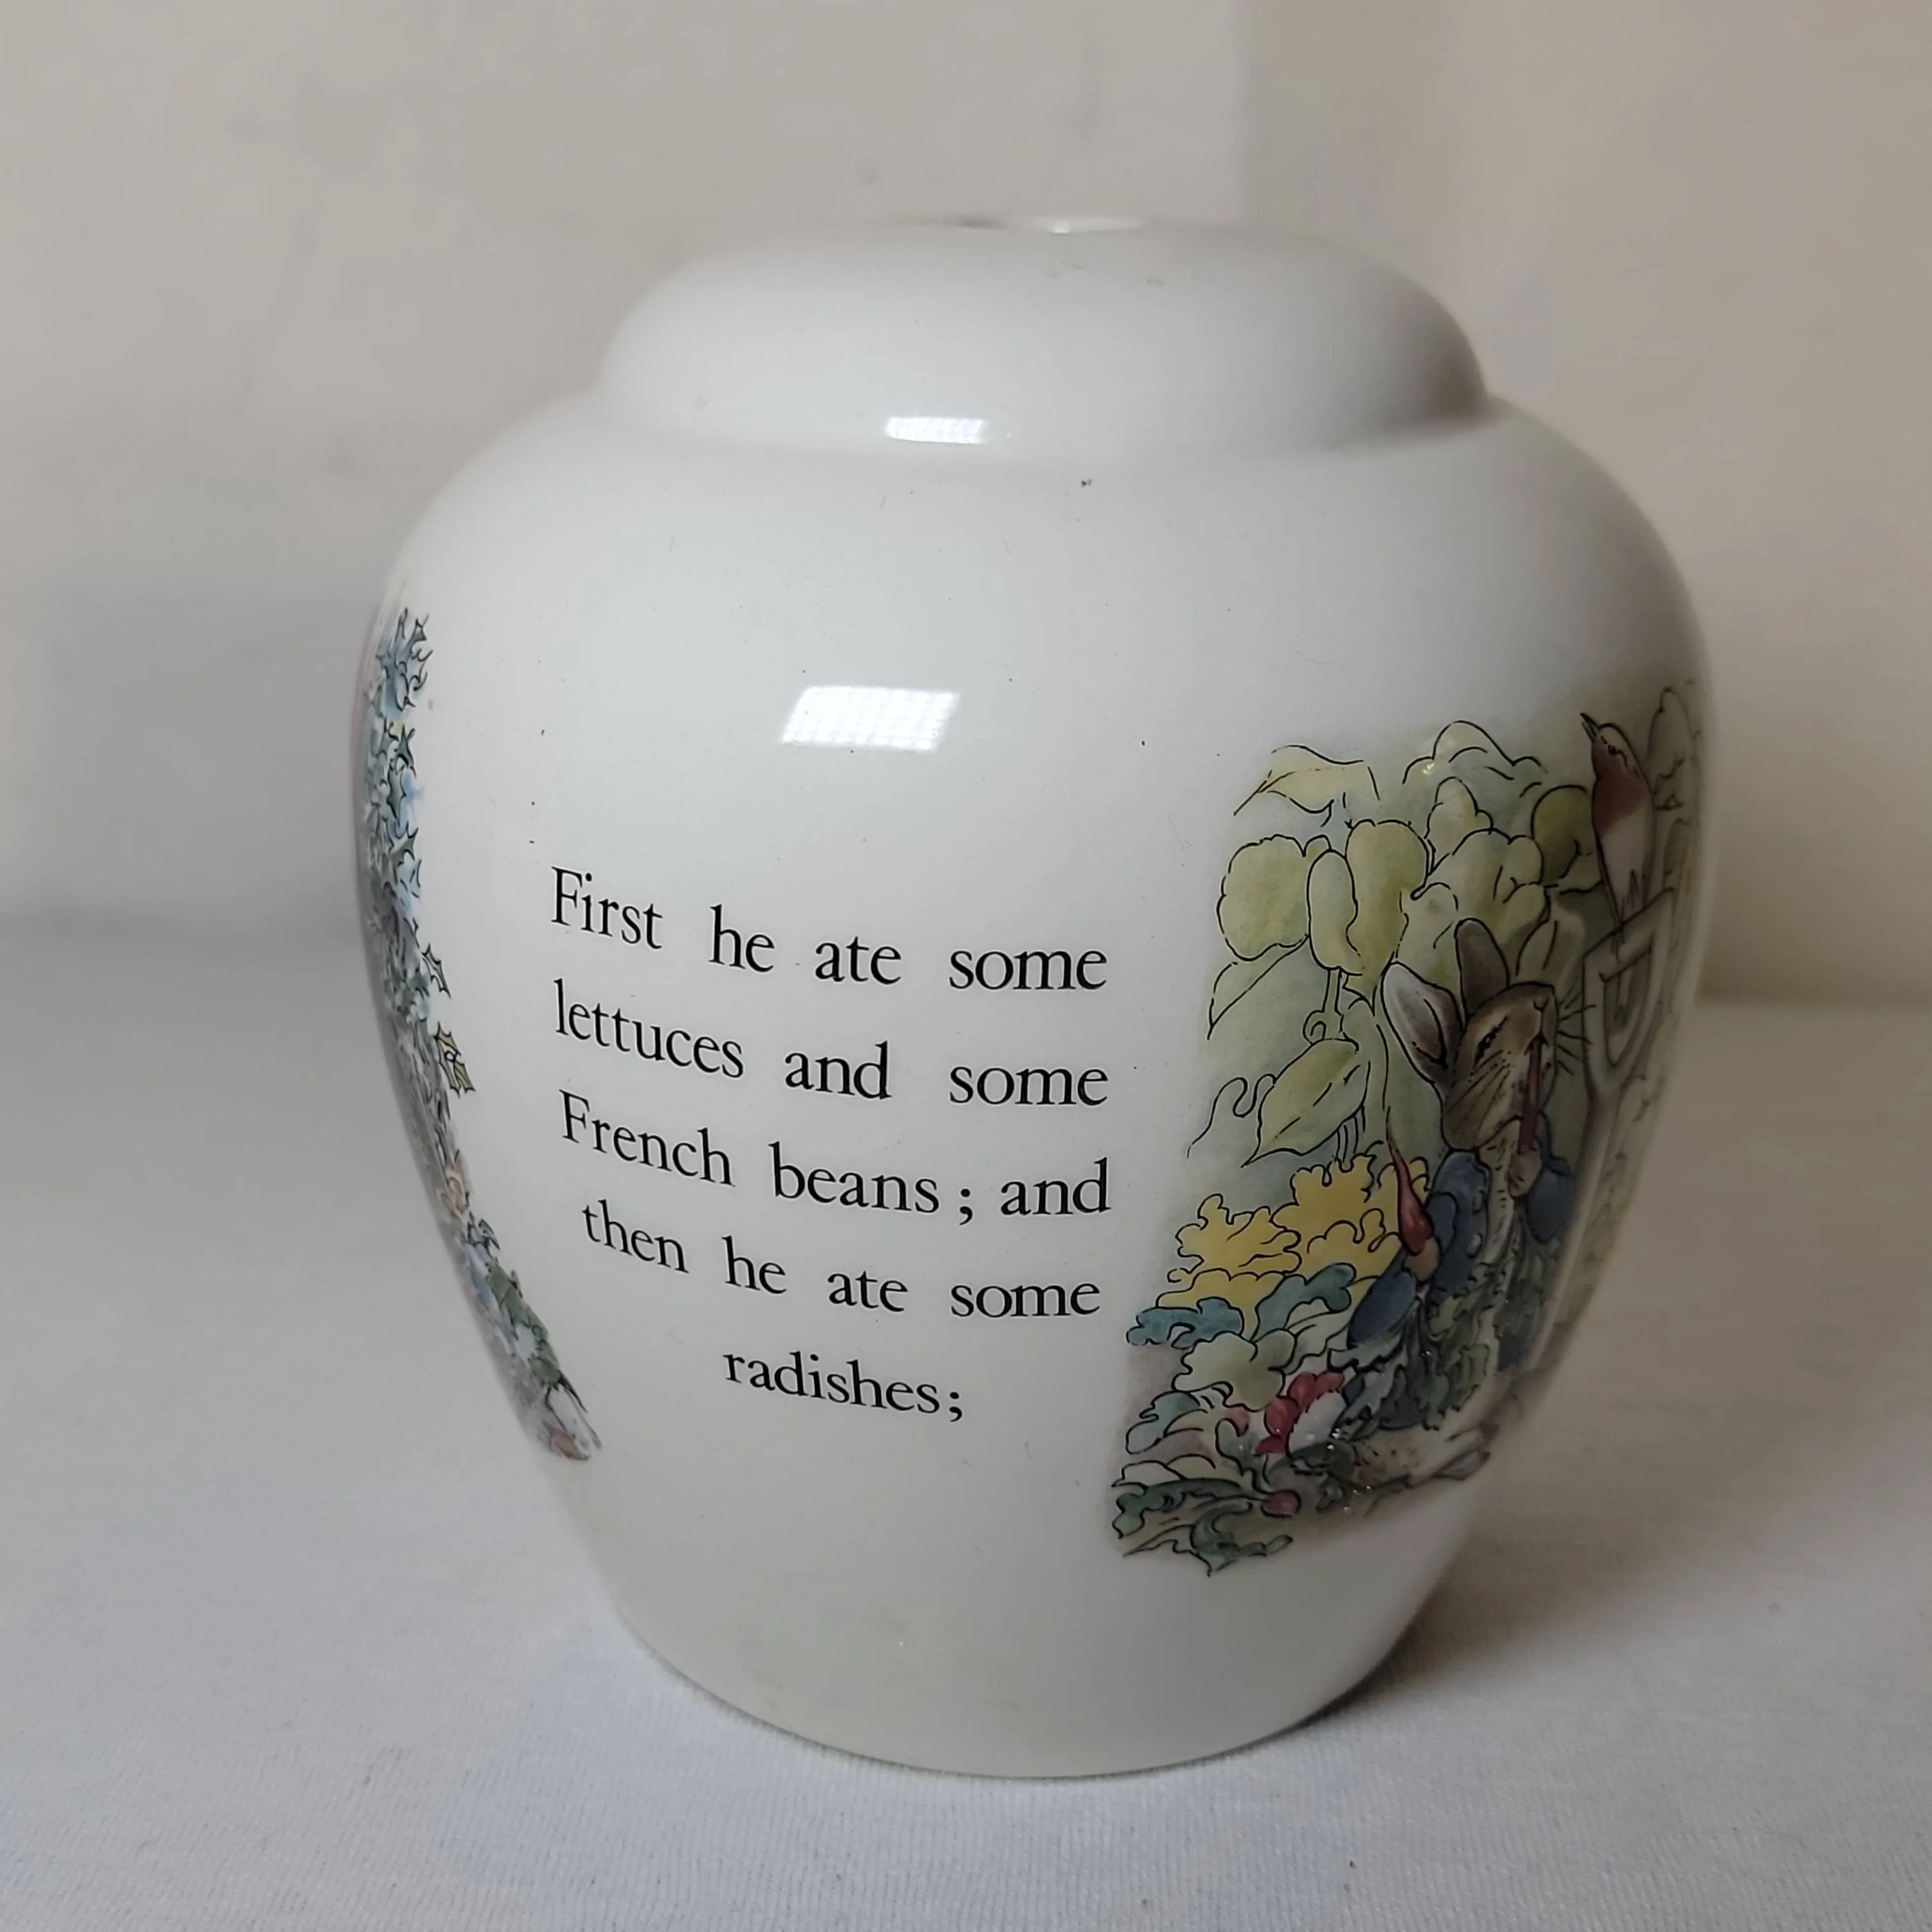 First he ate some
lettuces and some
French beans; and
then he ate some
radishes;